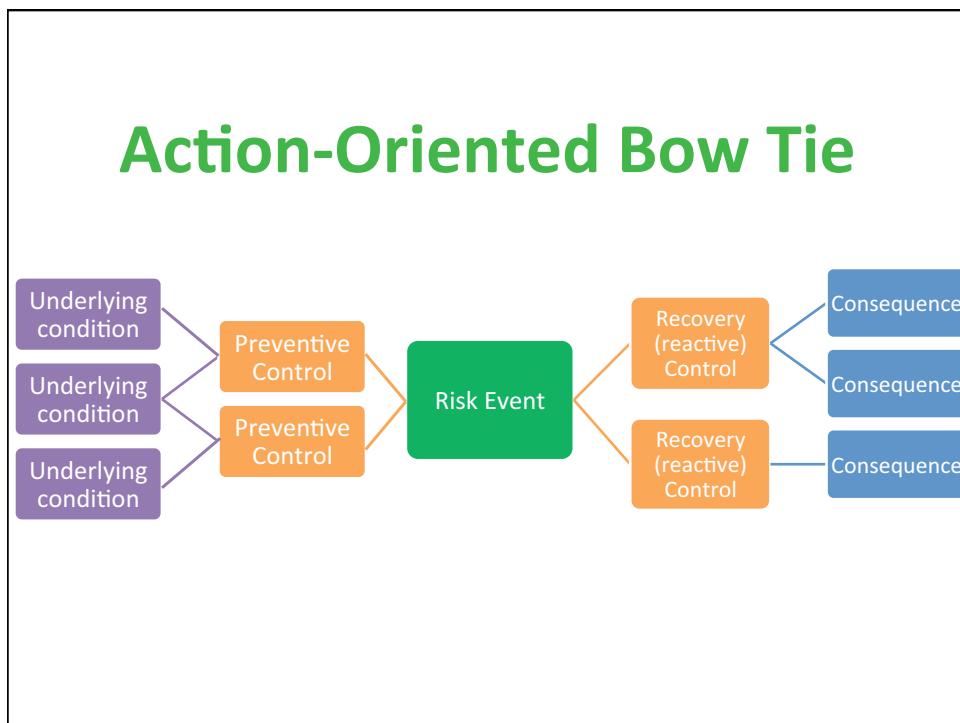 Action-Oriented Bow Tie
Underlying
condition
Underlying
condition
Underlying
condition
Preventive
Control
Preventive
Control
Risk Event
Recovery
(reactive)
Control
Recovery
(reactive)
Control
Consequence
Consequence
Consequence